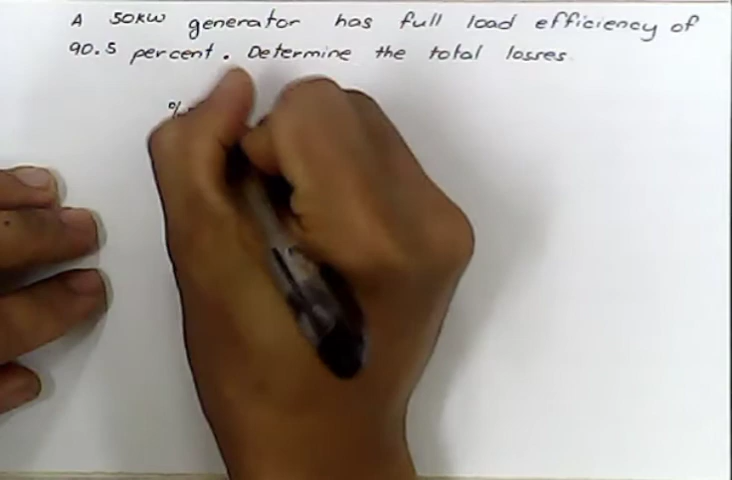 A 50KW generator has full load efficiency of
90.5 percent. Determine the total losses
%